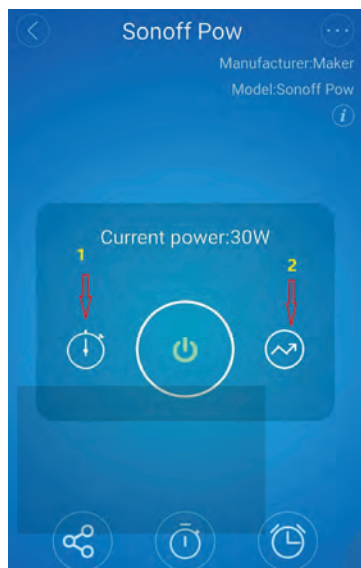 Sonoff Pow
Manufacturer:Maker
Model:Sonoff Pow
i
Current power:30W
1
2